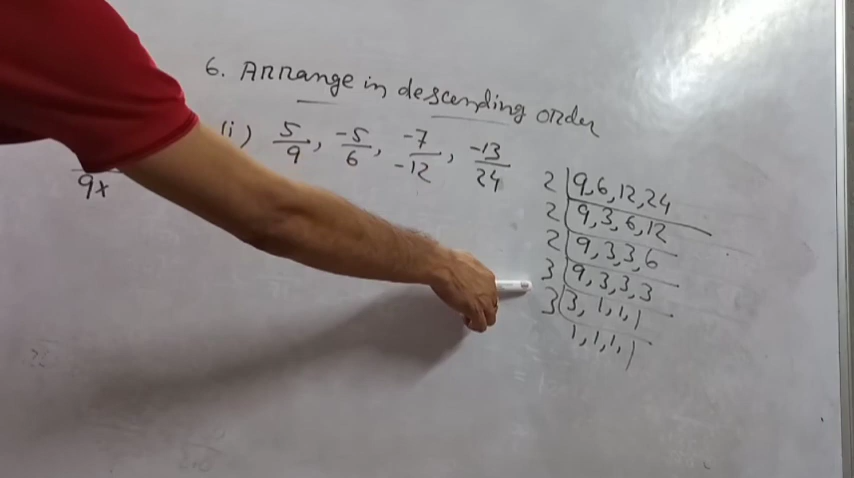 6. Arrange in descending order
(i) 5/9, -5/6, -7/-12, -13/24
9x
2 | 9, 6, 12, 24
2 | 9, 3, 6, 12
2 | 9, 3, 3, 6
3 | 9, 3, 3, 3
3 | 3, 1, 1, 1
1, 1, 1, 1